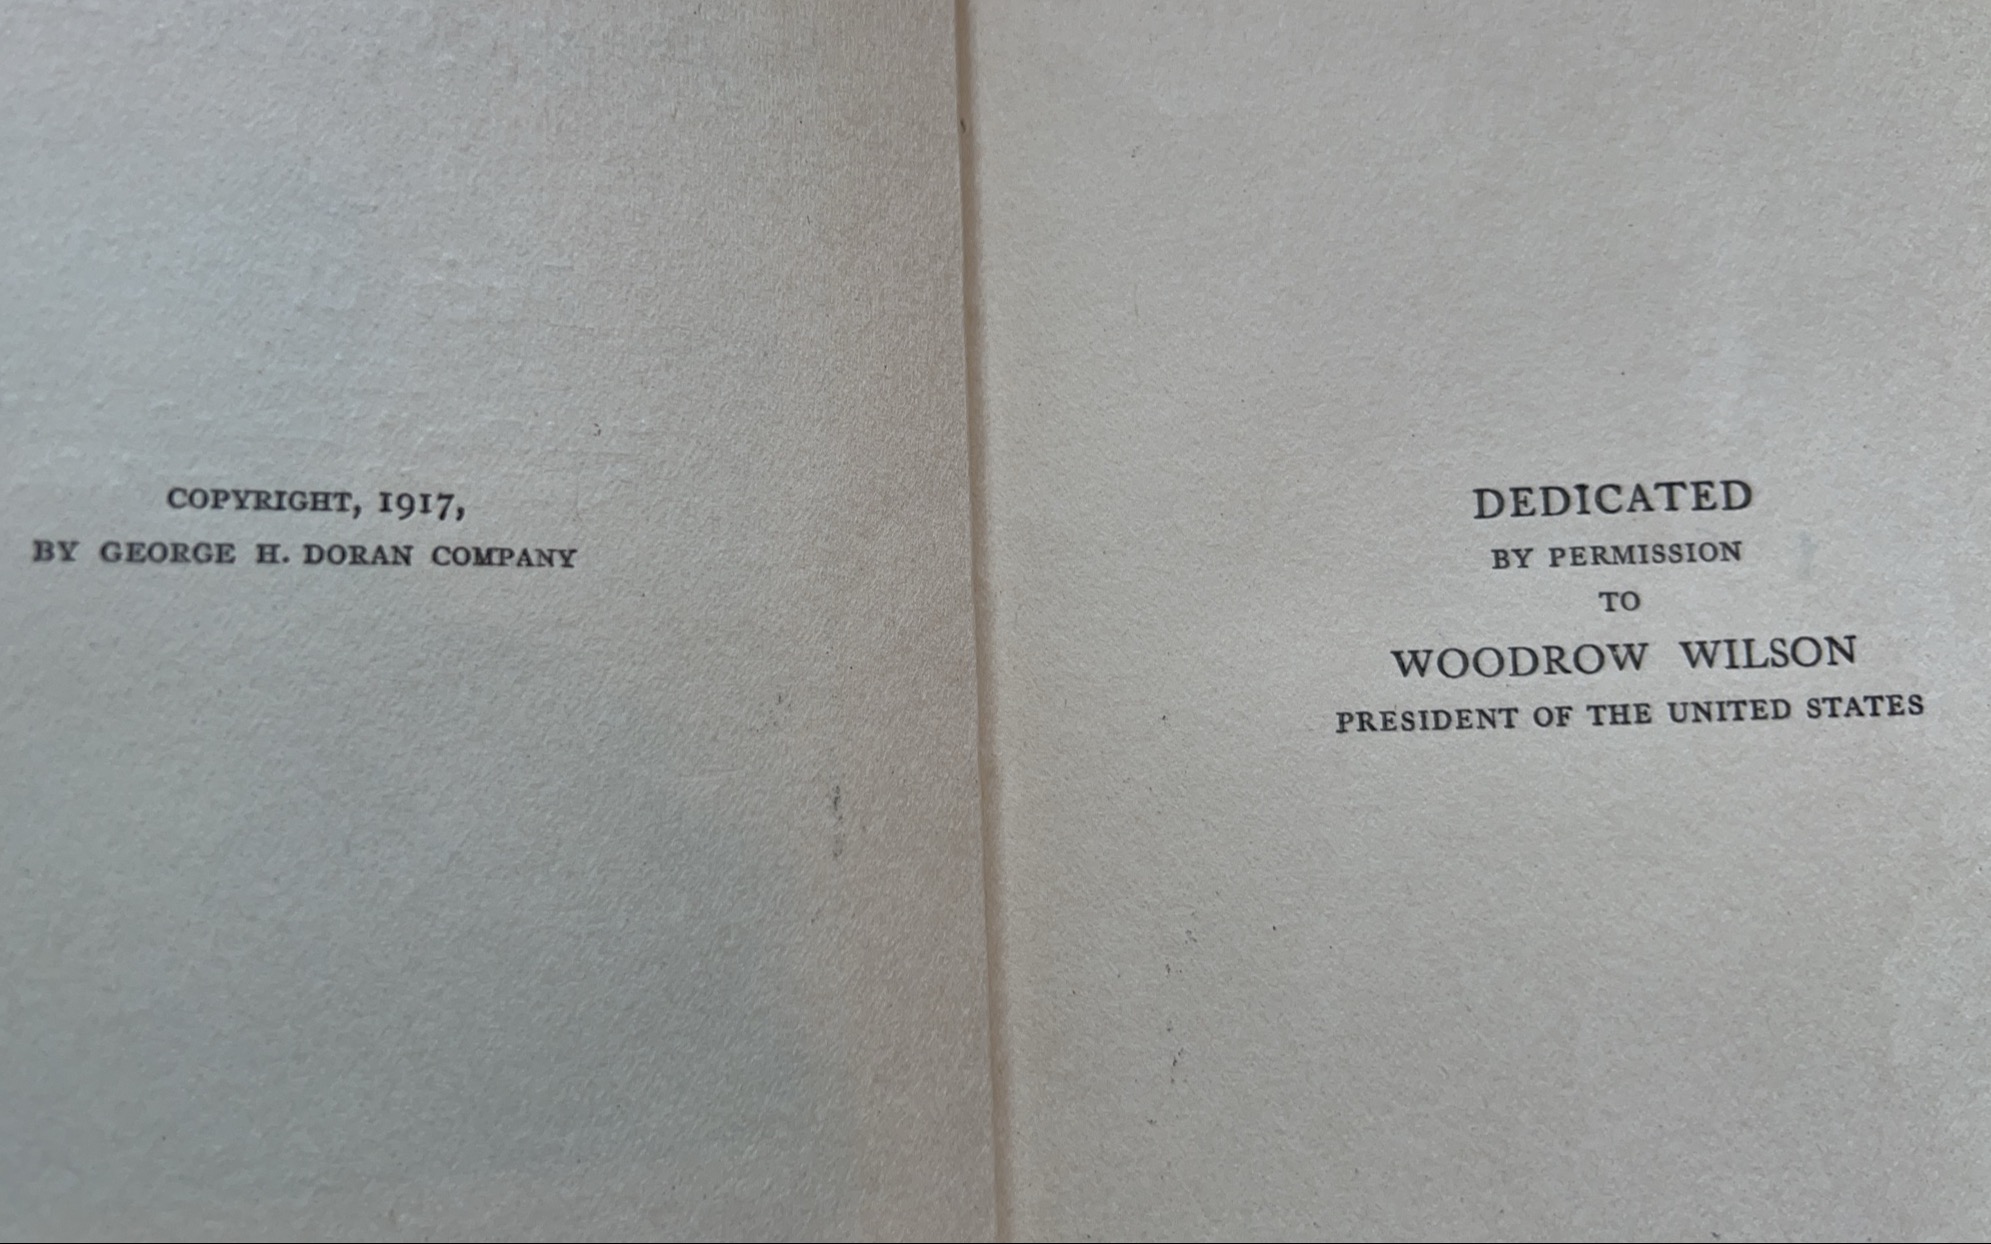 COPYRIGHT, 1917,
BY GEORGE H. DORAN COMPANY
DEDICATED
BY PERMISSION
TO
WOODROW WILSON
PRESIDENT OF THE UNITED STATES